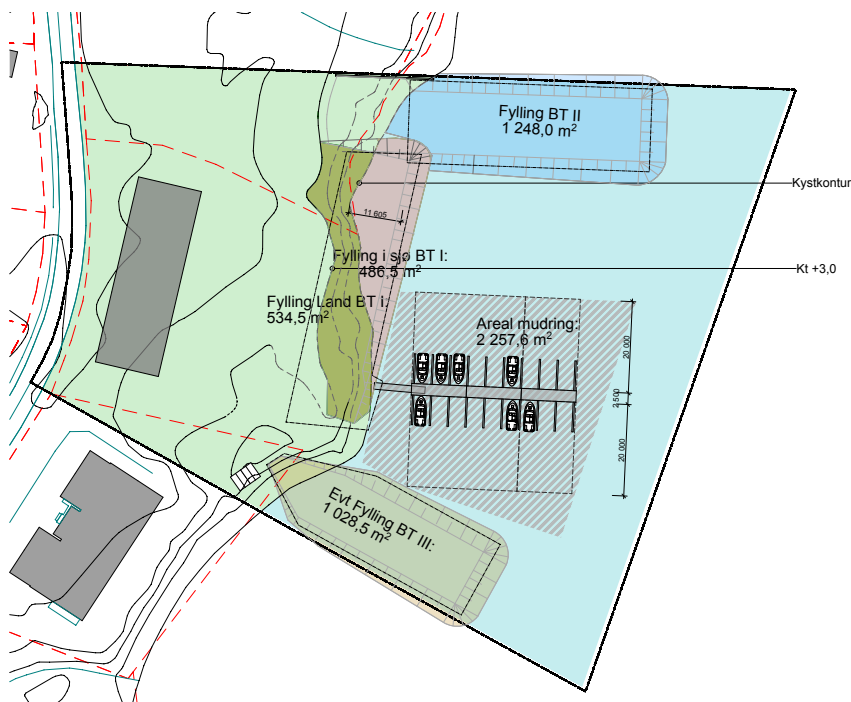 Fylling BT II
1 248,0 m²
Kystkontur
11 605
Fylling i sjø BT I:
486,5 m²
Kt +3,0
Fylling Land BT i:
534,5 m²
Areal mudring:
2 257,6 m²
20 000
2 500
20 000
Evt Fylling BT III:
1 028,5 m²